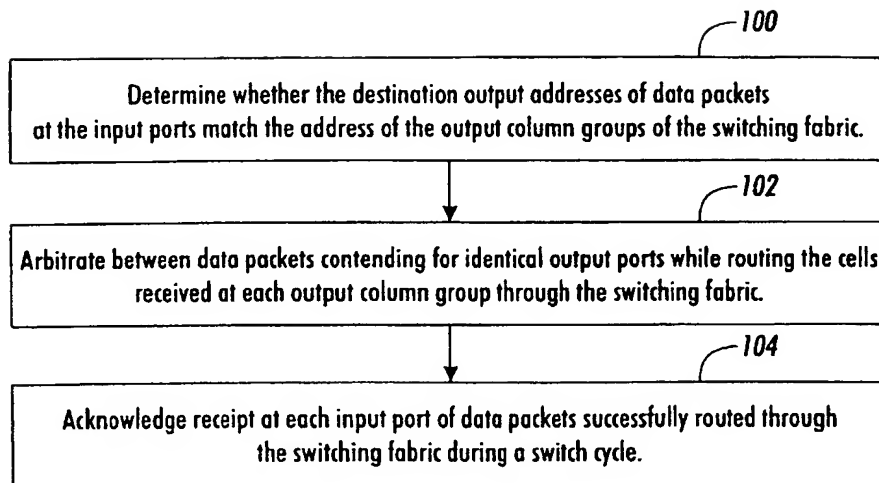 100
Determine whether the destination output addresses of data packets
at the input ports match the address of the output column groups of the switching fabric.
102
Arbitrate between data packets contending for identical output ports while routing the cells
received at each output column group through the switching fabric.
104
Acknowledge receipt at each input port of data packets successfully routed through
the switching fabric during a switch cycle.